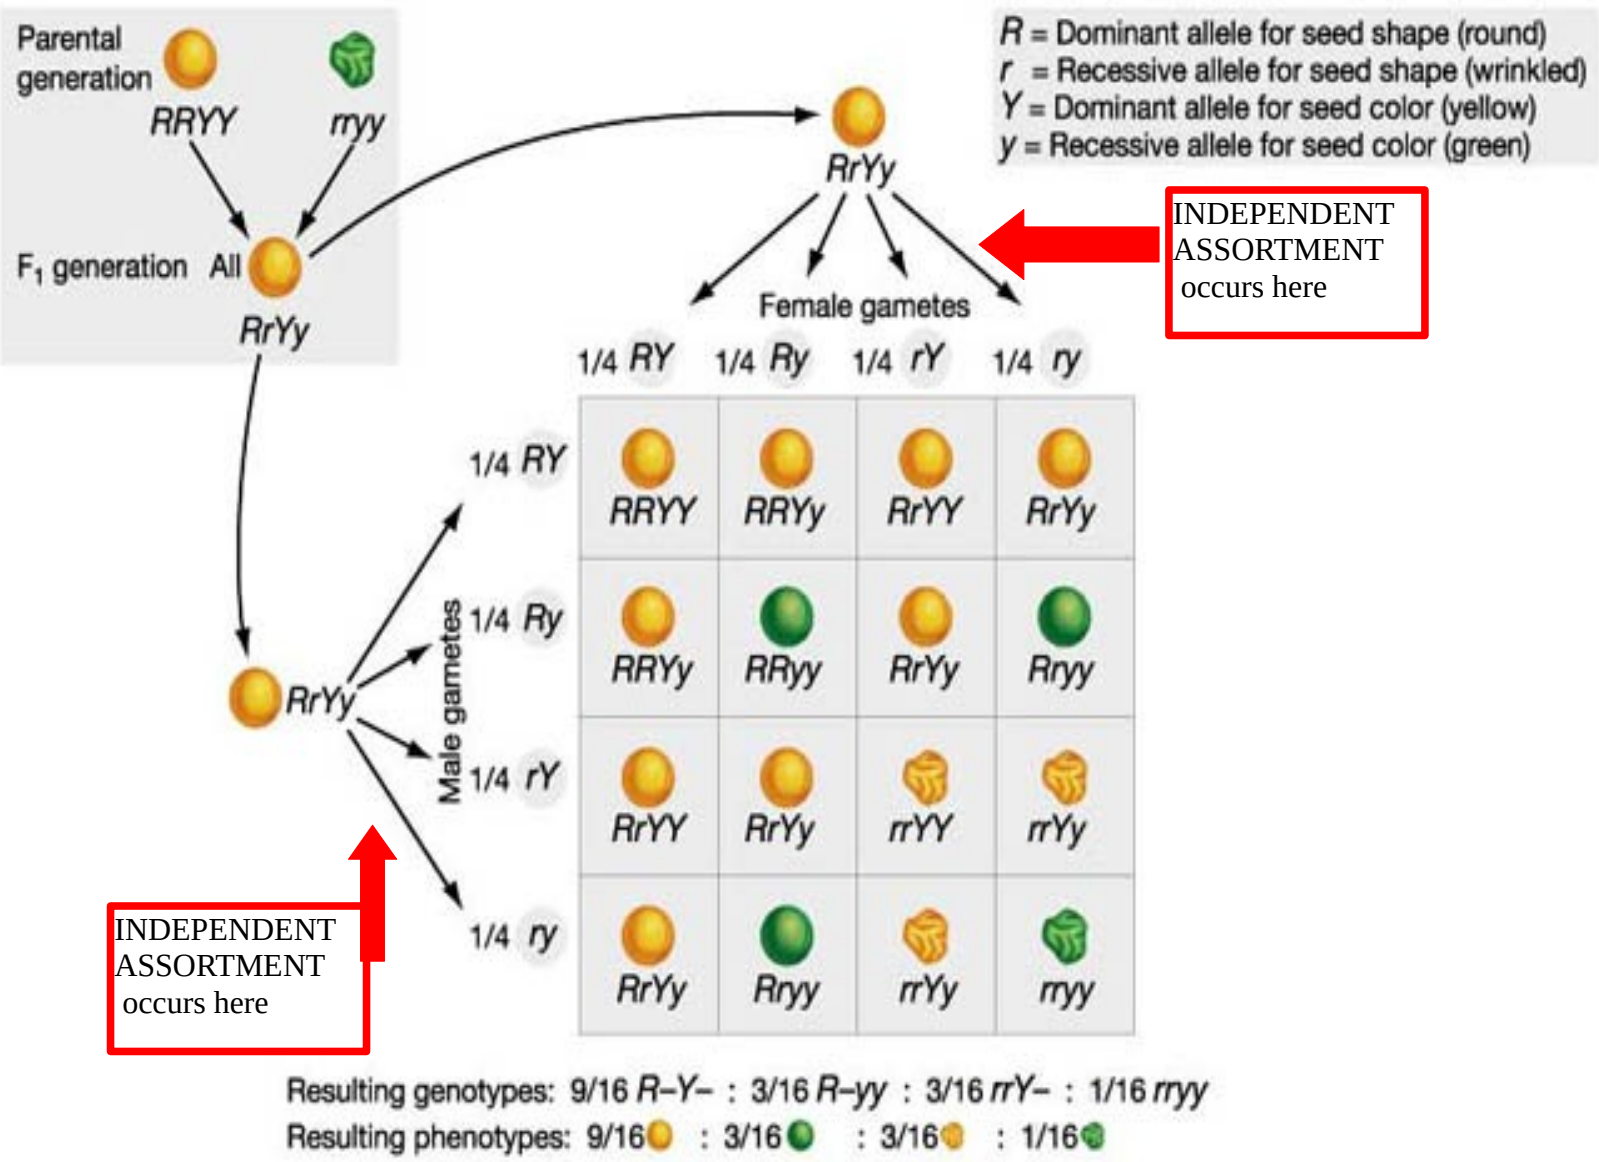 Parental
generation
RRYY
rryy
F1 generation All
RrYy
RrYy
R = Dominant allele for seed shape (round)
r = Recessive allele for seed shape (wrinkled)
Y = Dominant allele for seed color (yellow)
y = Recessive allele for seed color (green)
INDEPENDENT
ASSORTMENT
occurs here
Female gametes
1/4 RY 1/4 Ry 1/4 rY 1/4 ry
1/4 RY
RRYY RRYy RrYY RrYy
1/4 Ry
RRYy RRyy RrYy Rryy
RrYy
Male gametes
1/4 rY
RrYY RrYy rrYY rrYy
1/4 ry
RrYy Rryy rrYy rryy
INDEPENDENT
ASSORTMENT
occurs here
Resulting genotypes: 9/16 R–Y– : 3/16 R–yy : 3/16 rrY– : 1/16 rryy
Resulting phenotypes: 9/16 : 3/16 : 3/16 : 1/16